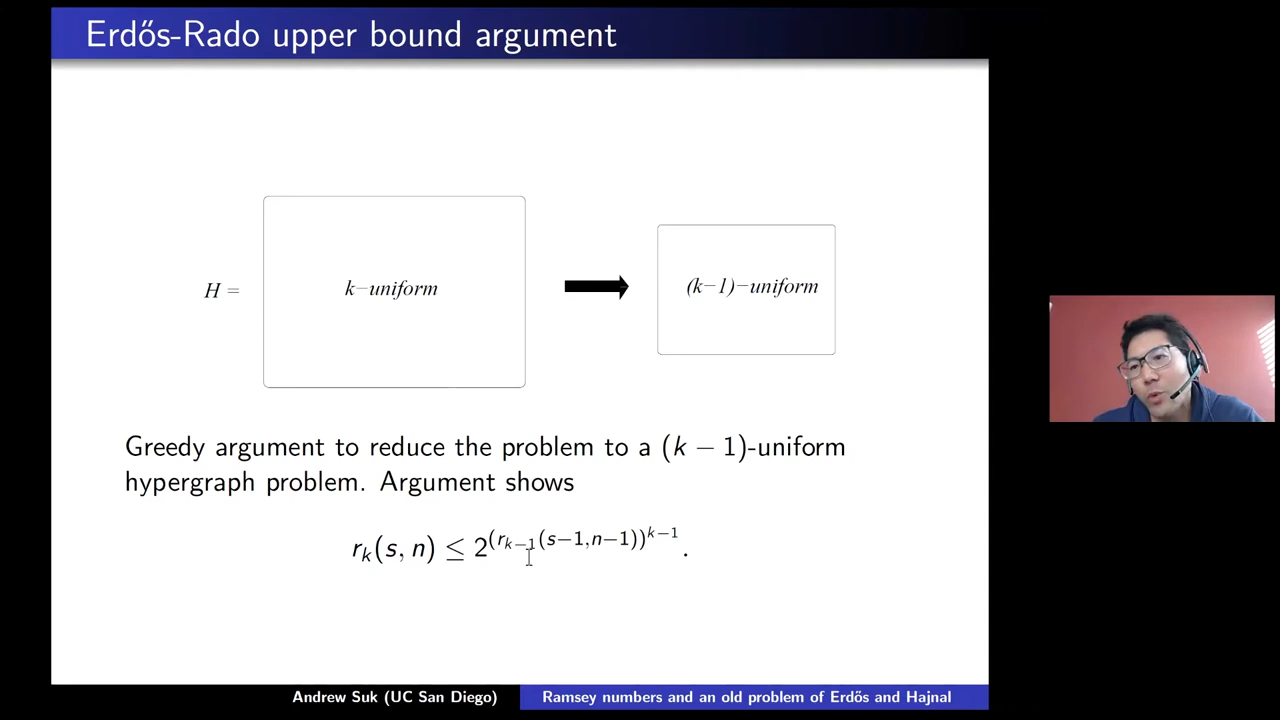 Erdős-Rado upper bound argument
H =
k−uniform
(k−1)−uniform
Greedy argument to reduce the problem to a (k − 1)-uniform
hypergraph problem. Argument shows
r_k(s, n) ≤ 2^{(r_{k−1}(s−1,n−1))^{k−1}}.
Andrew Suk (UC San Diego)
Ramsey numbers and an old problem of Erdős and Hajnal